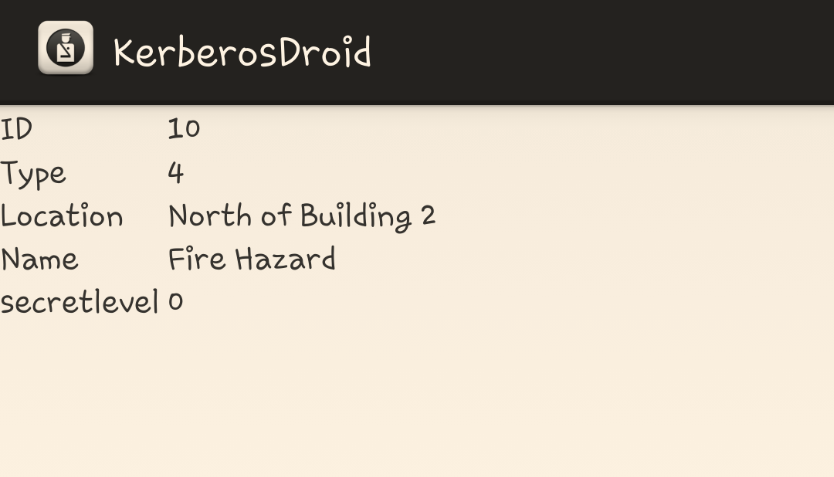 KerberosDroid
ID 10
Type 4
Location North of Building 2
Name Fire Hazard
secretlevel 0